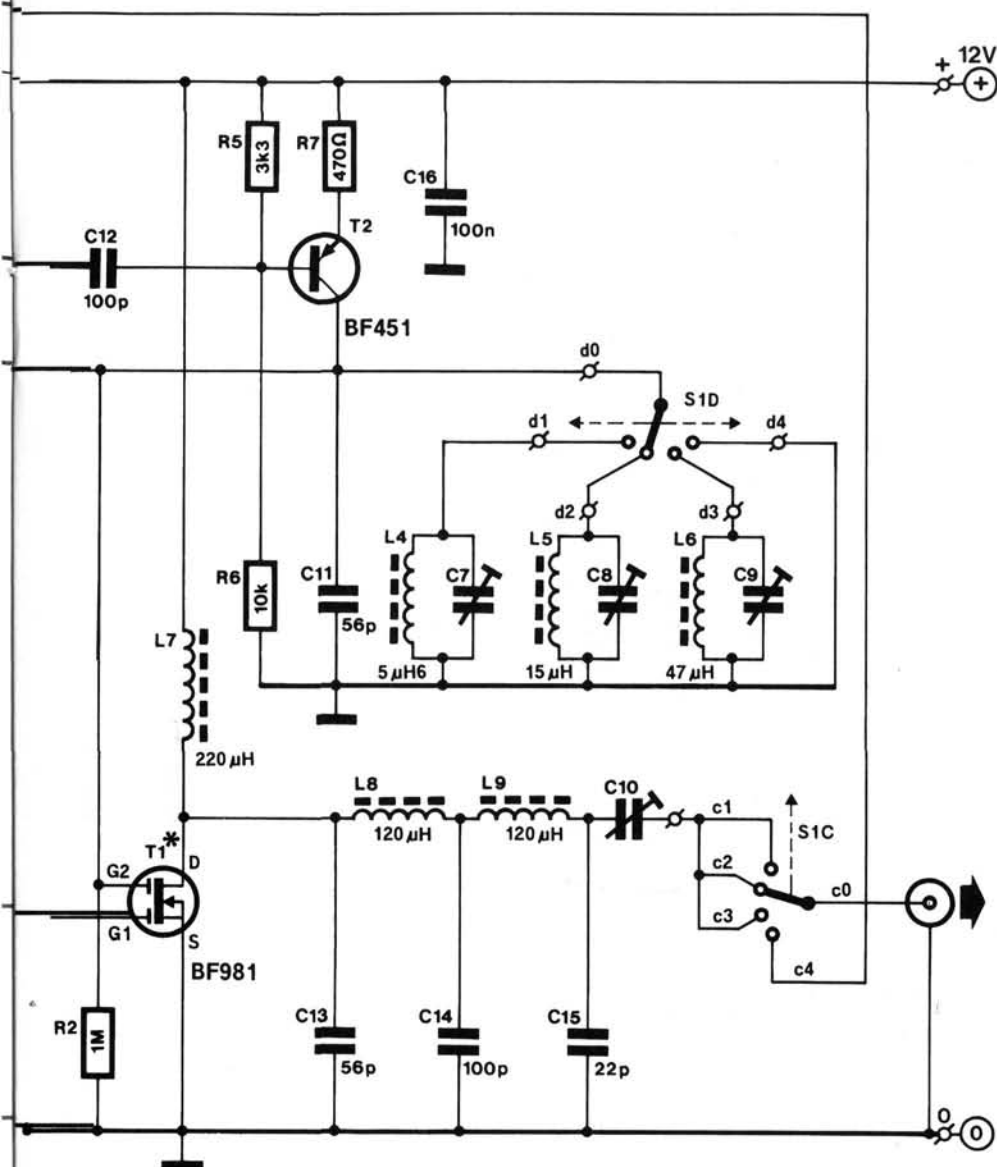 + 12V
+
R5 3k3
R7 470Ω
C16
100n
T2
C12
100p
BF451
d0
S1D
d1
d4
d2
d3
L4
C7
L5
C8
L6
C9
R6 10k
C11
56p
5 µH6
15 µH
47 µH
L7
220 µH
L8
120 µH
L9
120 µH
C10
c1
S1C
c2
c0
c3
c4
T1*
D
G2
G1
S
BF981
R2 1M
C13
56p
C14
100p
C15
22p
0
0